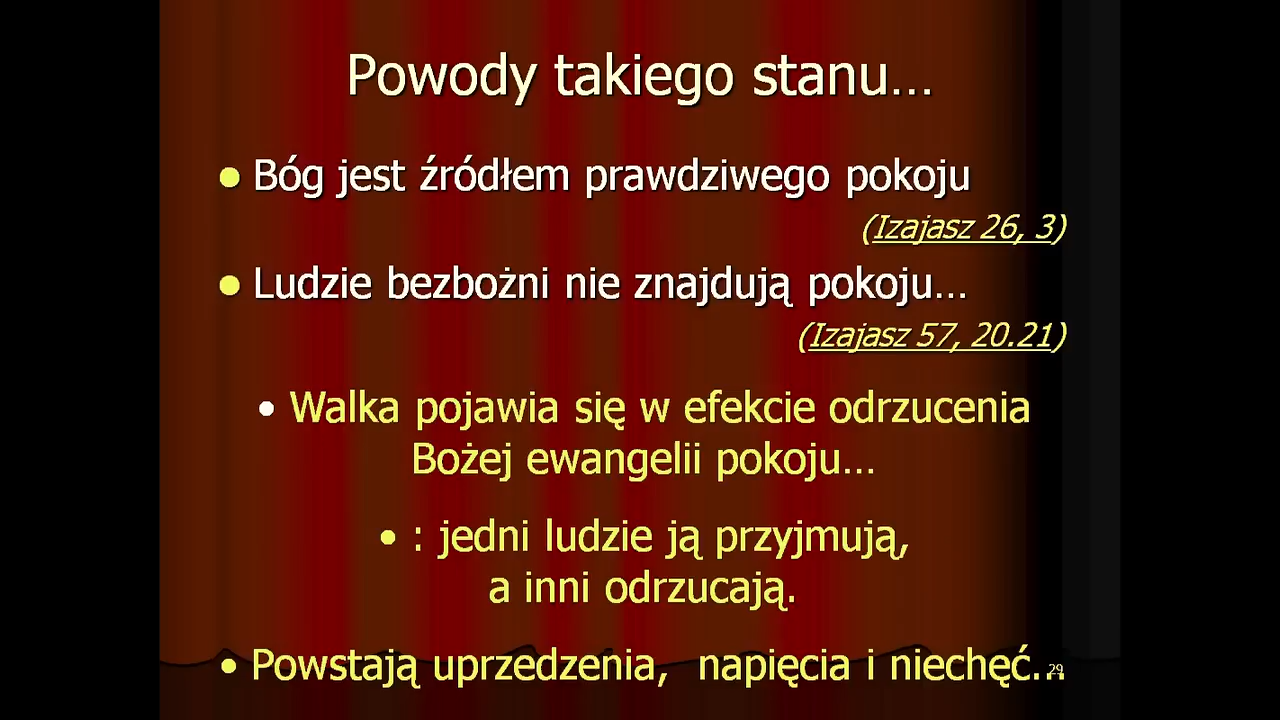 Powody takiego stanu...
● Bóg jest źródłem prawdziwego pokoju
(Izajasz 26, 3)
● Ludzie bezbożni nie znajdują pokoju...
(Izajasz 57, 20.21)
• Walka pojawia się w efekcie odrzucenia
Bożej ewangelii pokoju...
• : jedni ludzie ją przyjmują,
a inni odrzucają.
• Powstają uprzedzenia, napięcia i niechęć...
29